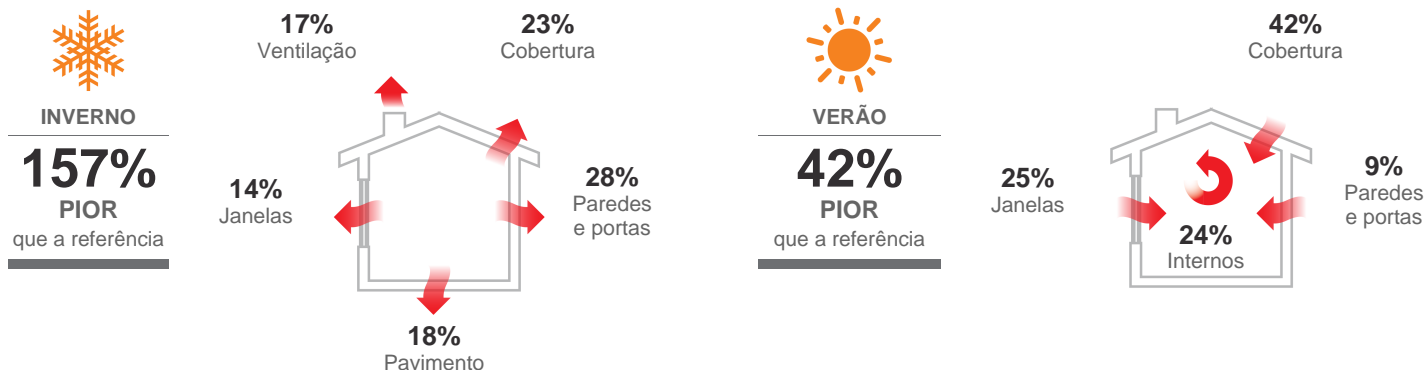 INVERNO
157%
PIOR
que a referência
17%
Ventilação
23%
Cobertura
14%
Janelas
28%
Paredes
e portas
18%
Pavimento
VERÃO
42%
PIOR
que a referência
42%
Cobertura
25%
Janelas
9%
Paredes
e portas
24%
Internos